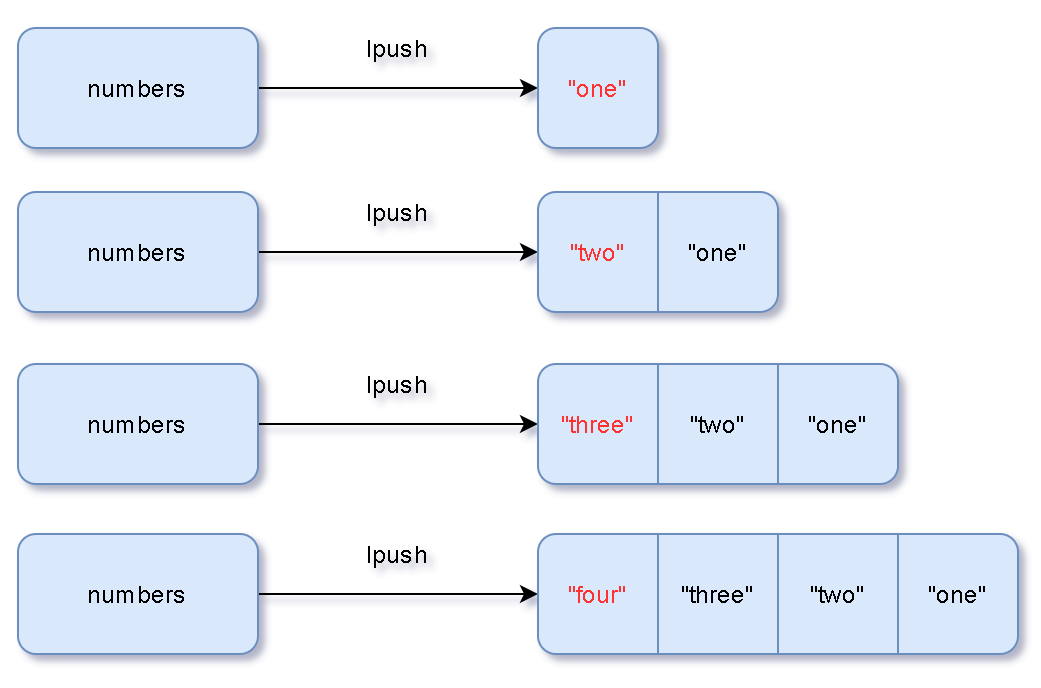 numbers lpush "one"
numbers lpush "two" "one"
numbers lpush "three" "two" "one"
numbers lpush "four" "three" "two" "one"